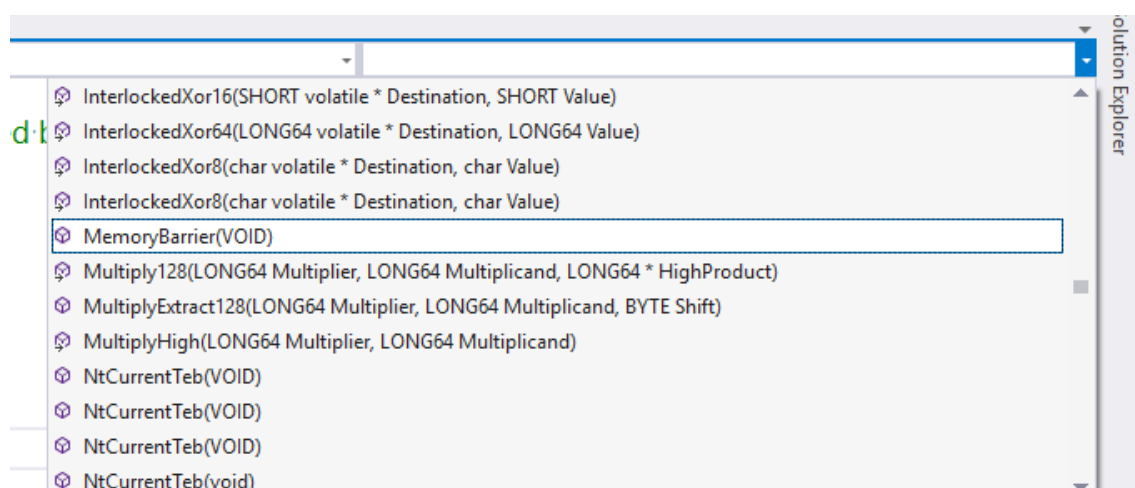 InterlockedXor16(SHORT volatile * Destination, SHORT Value)
InterlockedXor64(LONG64 volatile * Destination, LONG64 Value)
InterlockedXor8(char volatile * Destination, char Value)
InterlockedXor8(char volatile * Destination, char Value)
MemoryBarrier(VOID)
Multiply128(LONG64 Multiplier, LONG64 Multiplicand, LONG64 * HighProduct)
MultiplyExtract128(LONG64 Multiplier, LONG64 Multiplicand, BYTE Shift)
MultiplyHigh(LONG64 Multiplier, LONG64 Multiplicand)
NtCurrentTeb(VOID)
NtCurrentTeb(VOID)
NtCurrentTeb(VOID)
NtCurrentTeb(void)
olution Explorer